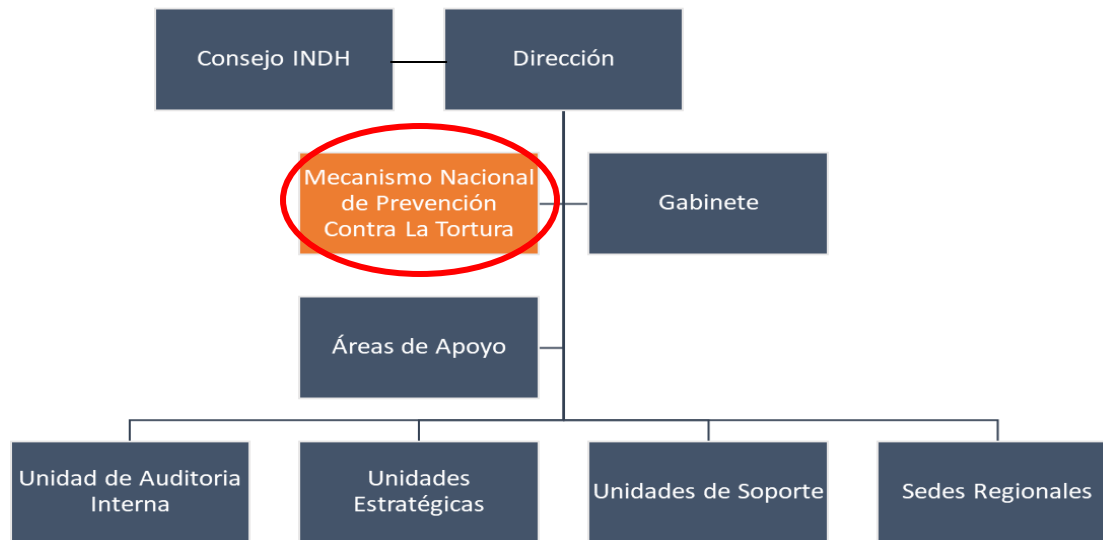 Consejo INDH
Dirección
Mecanismo Nacional
de Prevención
Contra La Tortura
Gabinete
Áreas de Apoyo
Unidad de Auditoria
Interna
Unidades
Estratégicas
Unidades de Soporte
Sedes Regionales